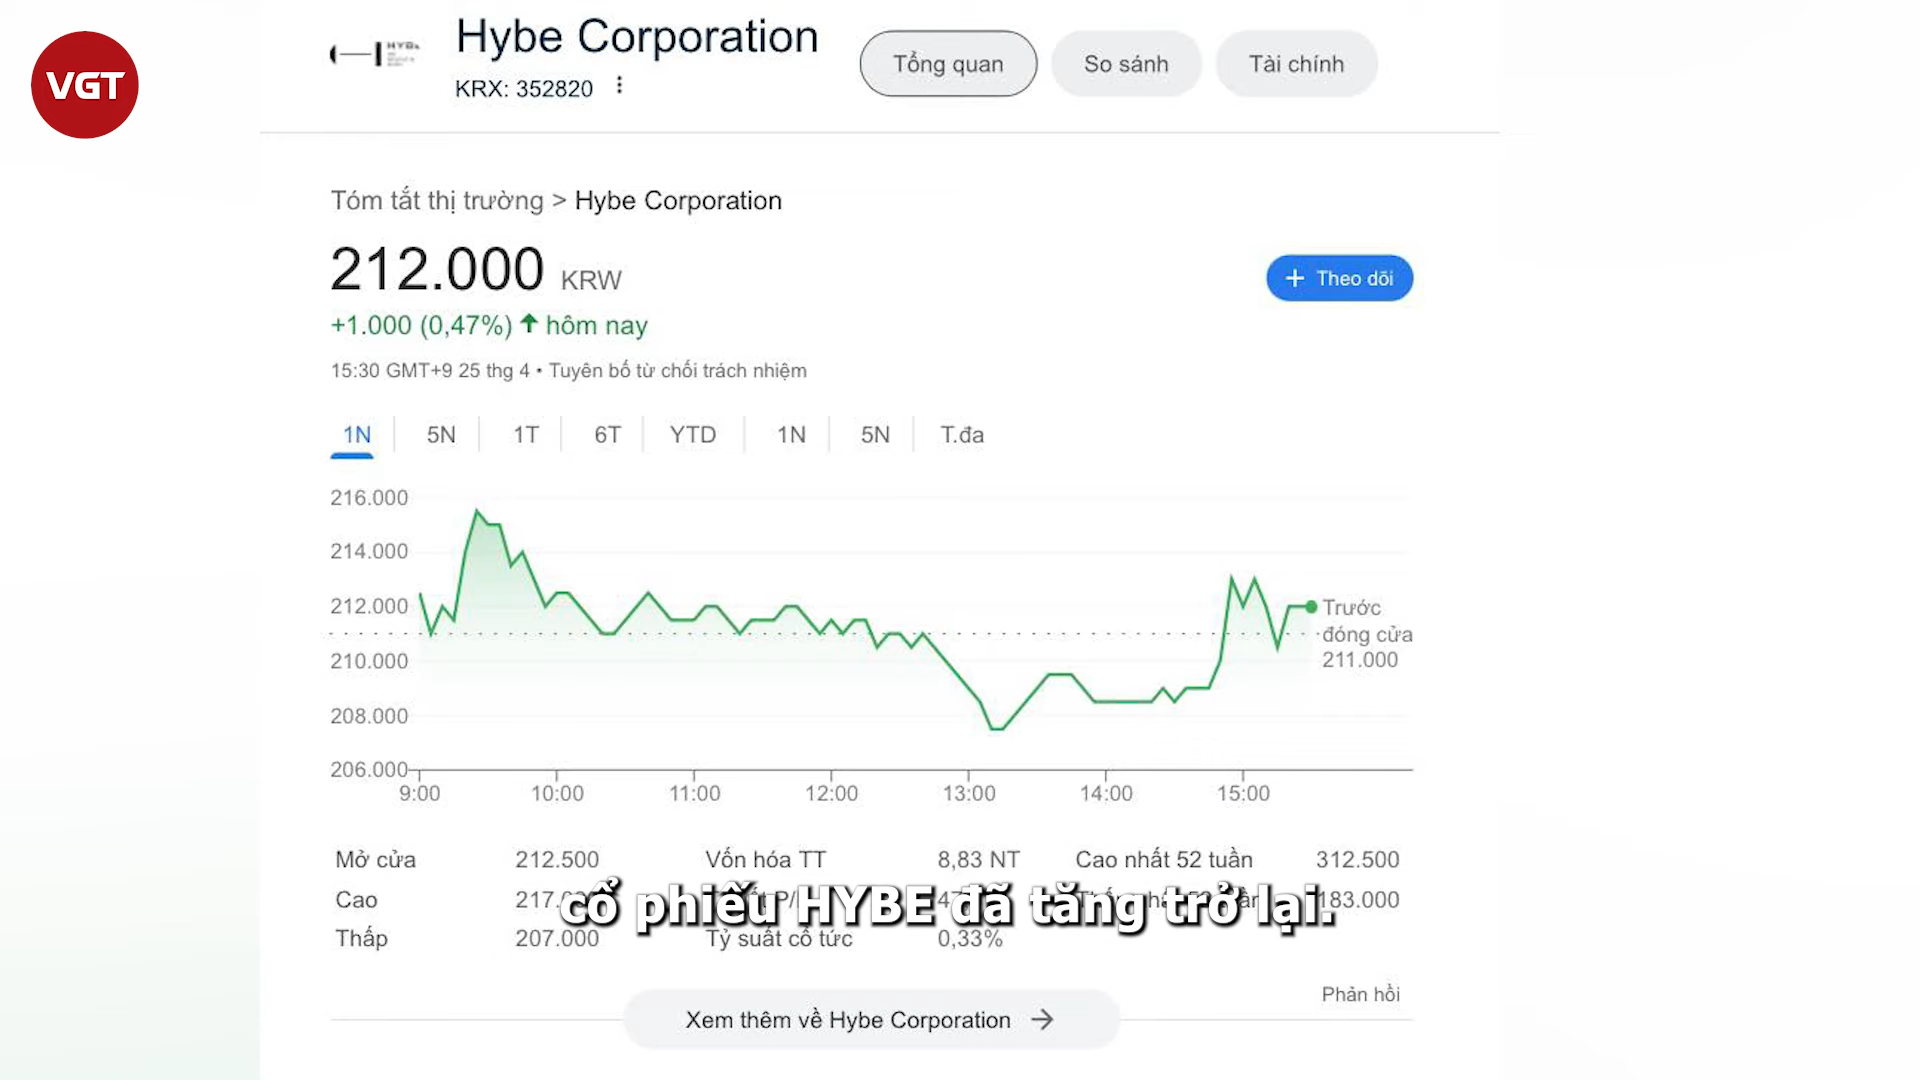 VGT
HYBE
Hybe Corporation
KRX: 352820
Tổng quan
So sánh
Tài chính
Tóm tắt thị trường > Hybe Corporation
212.000 KRW
+ Theo dõi
+1.000 (0,47%) ↑ hôm nay
15:30 GMT+9 25 thg 4 • Tuyên bố từ chối trách nhiệm
1N 5N 1T 6T YTD 1N 5N T.đa
216.000
214.000
212.000
210.000
208.000
206.000
Trước
đóng cửa
211.000
9:00 10:00 11:00 12:00 13:00 14:00 15:00
Mở cửa 212.500 Vốn hóa TT 8,83 NT Cao nhất 52 tuần 312.500
Cao 183.000
cổ phiếu HYBE đã tăng trở lại.
Thấp 207.000 Tỷ suất cổ tức 0,33%
Phản hồi
Xem thêm về Hybe Corporation →